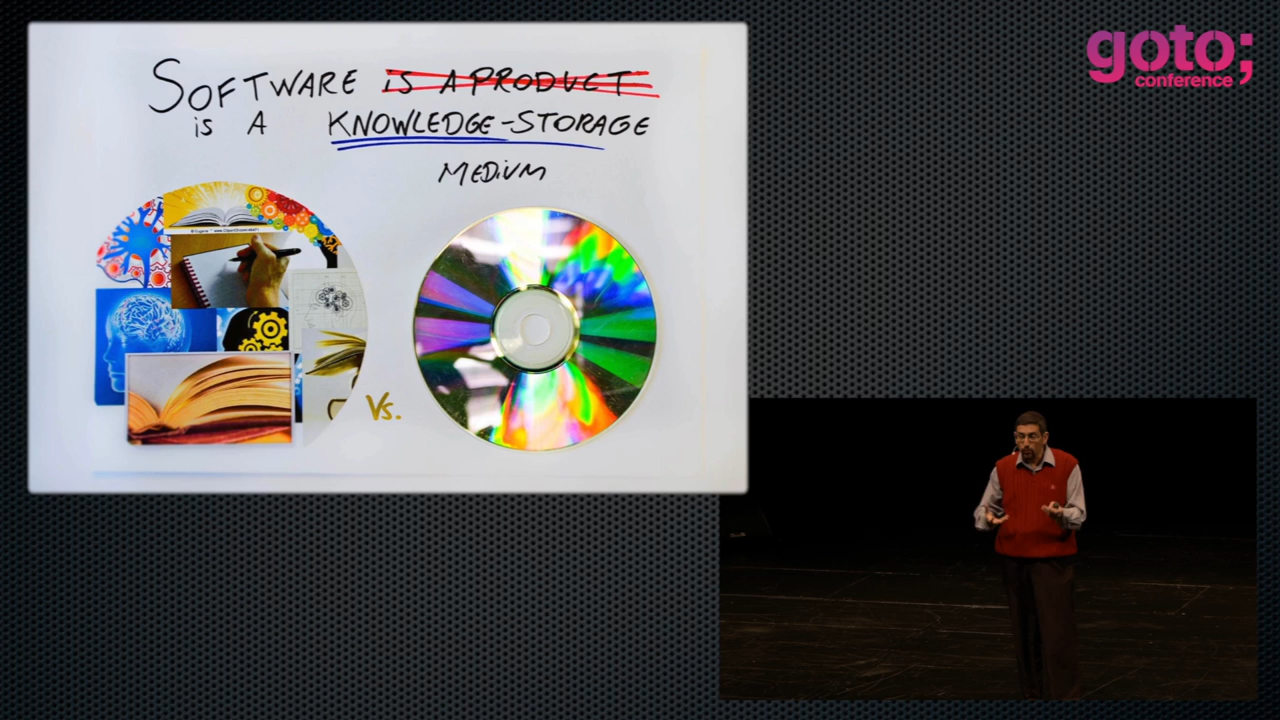 SOFTWARE is A PRODUCT
is A KNOWLEDGE-STORAGE
MEDiUM
Vs.
goto;
conference